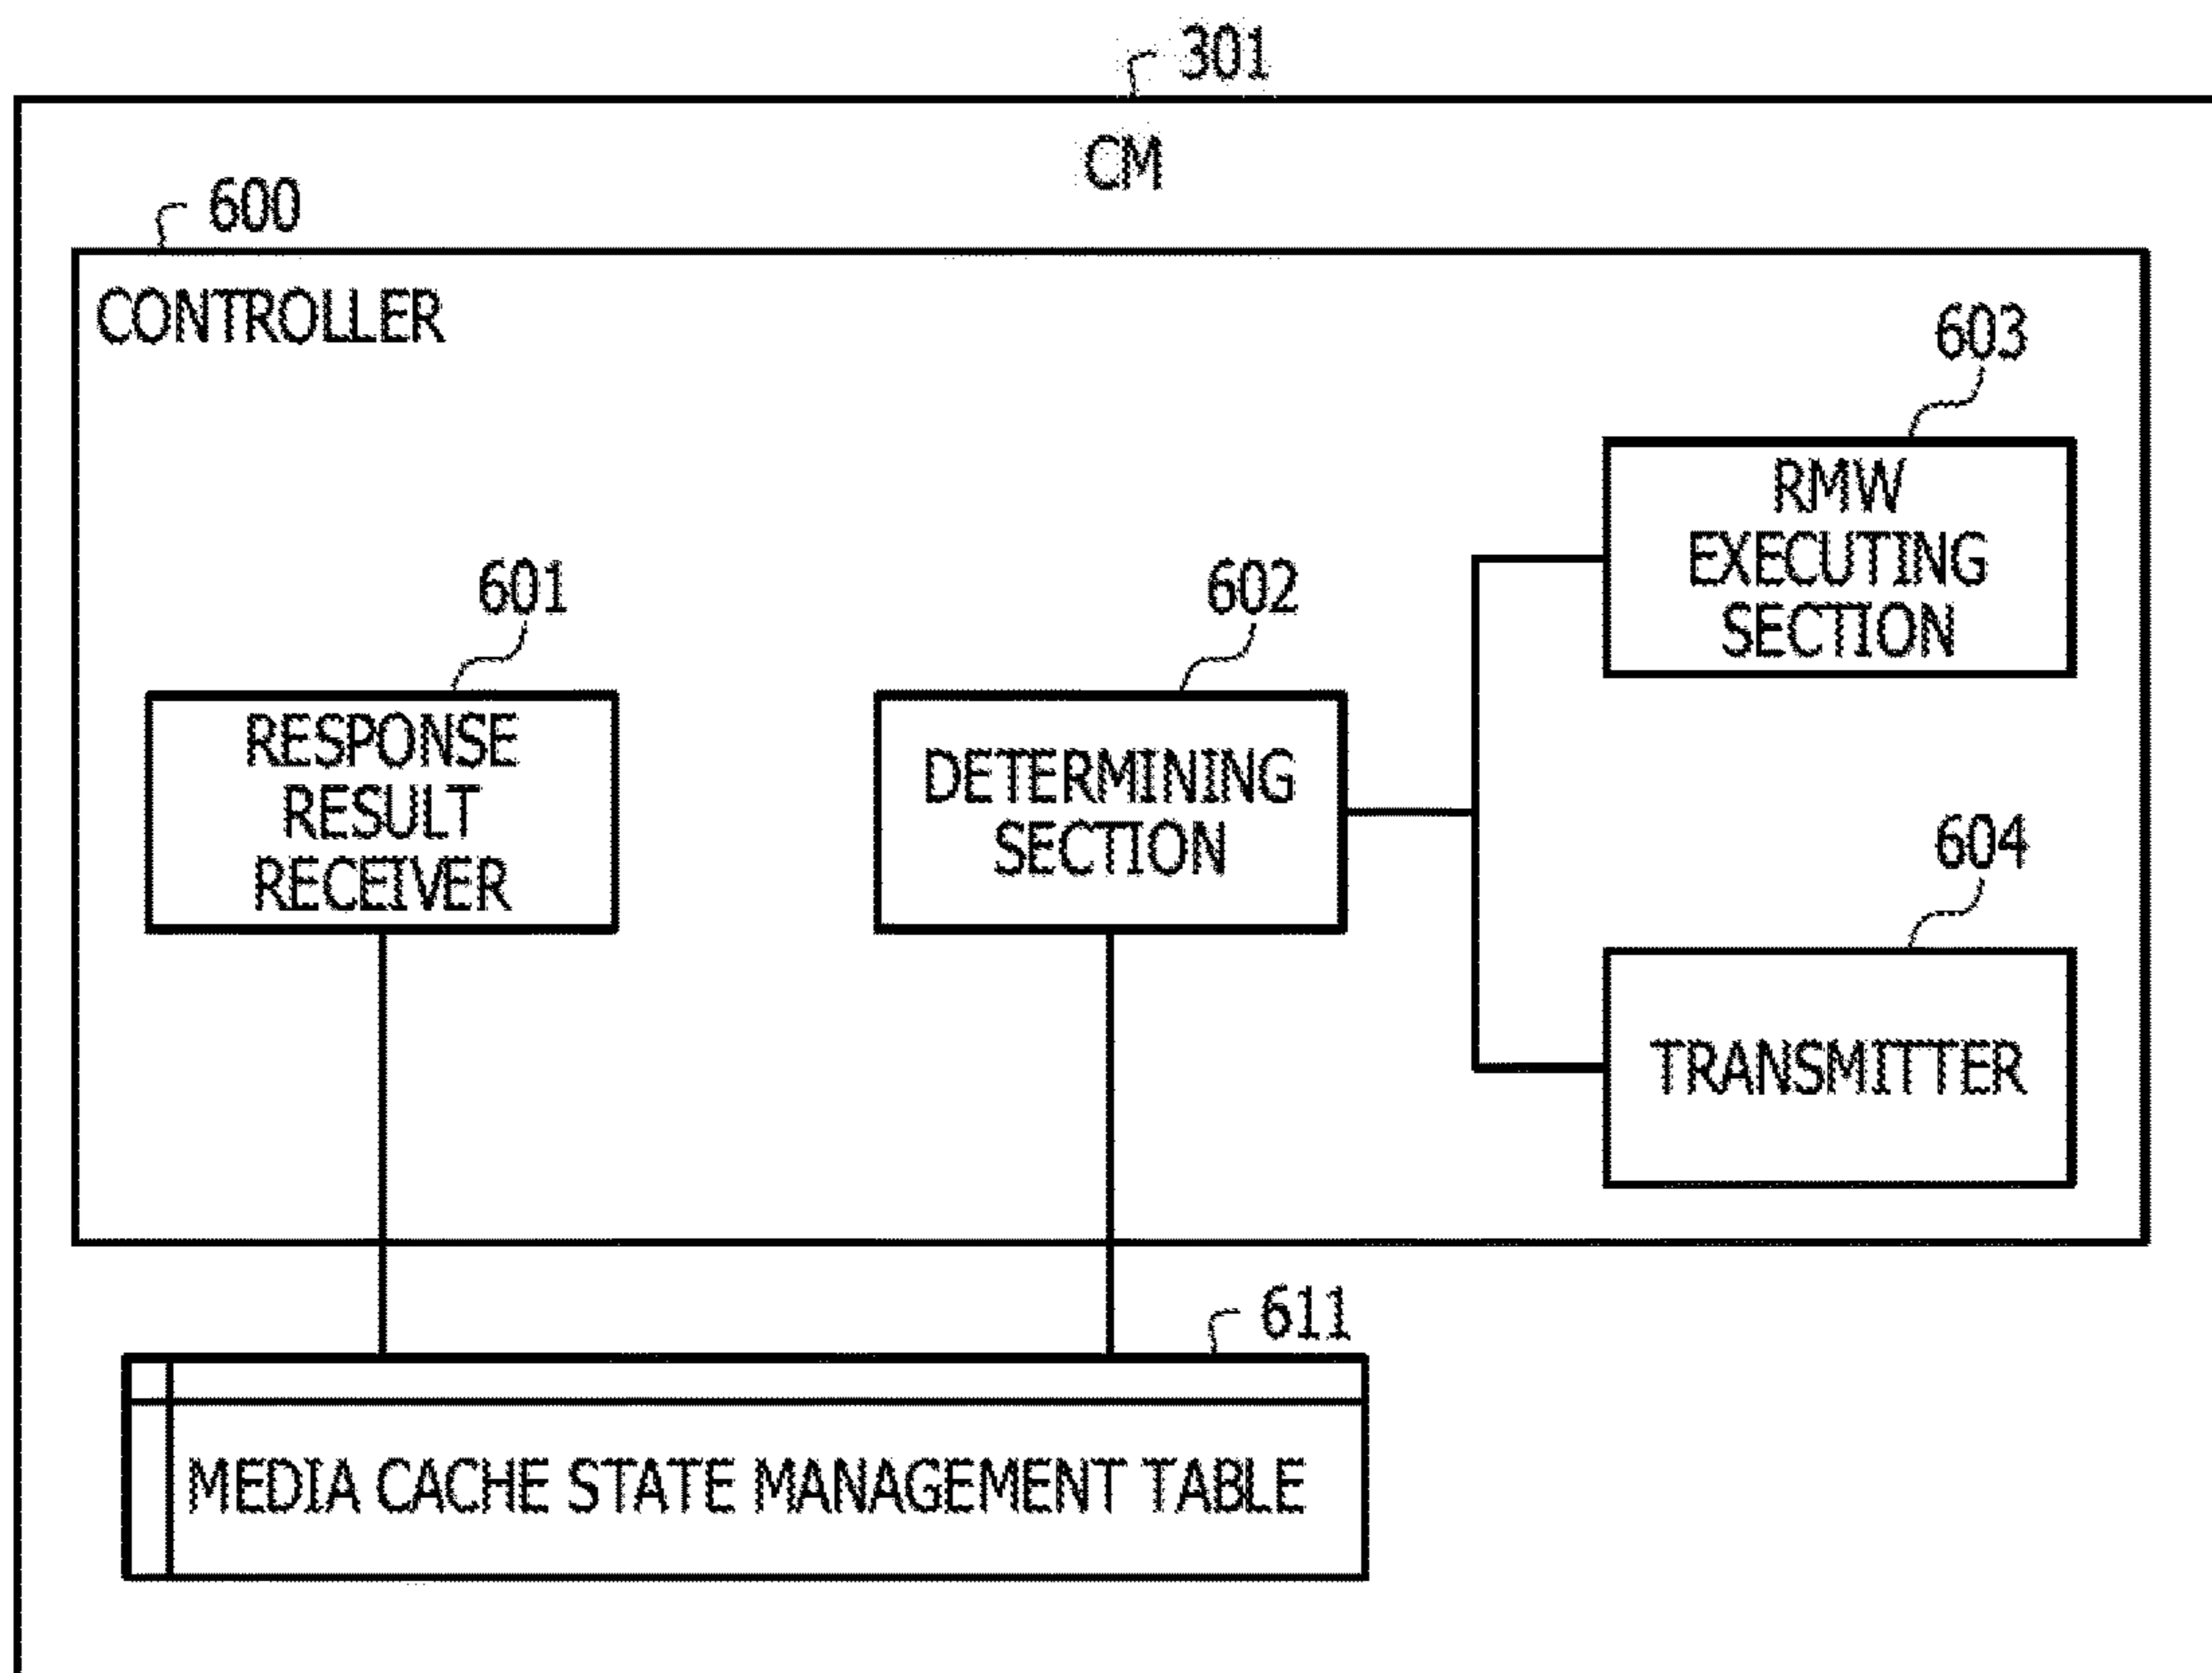 301
CM
600
CONTROLLER
603
RMW
EXECUTING
SECTION
601
RESPONSE
RESULT
RECEIVER
602
DETERMINING
SECTION
604
TRANSMITTER
611
MEDIA CACHE STATE MANAGEMENT TABLE